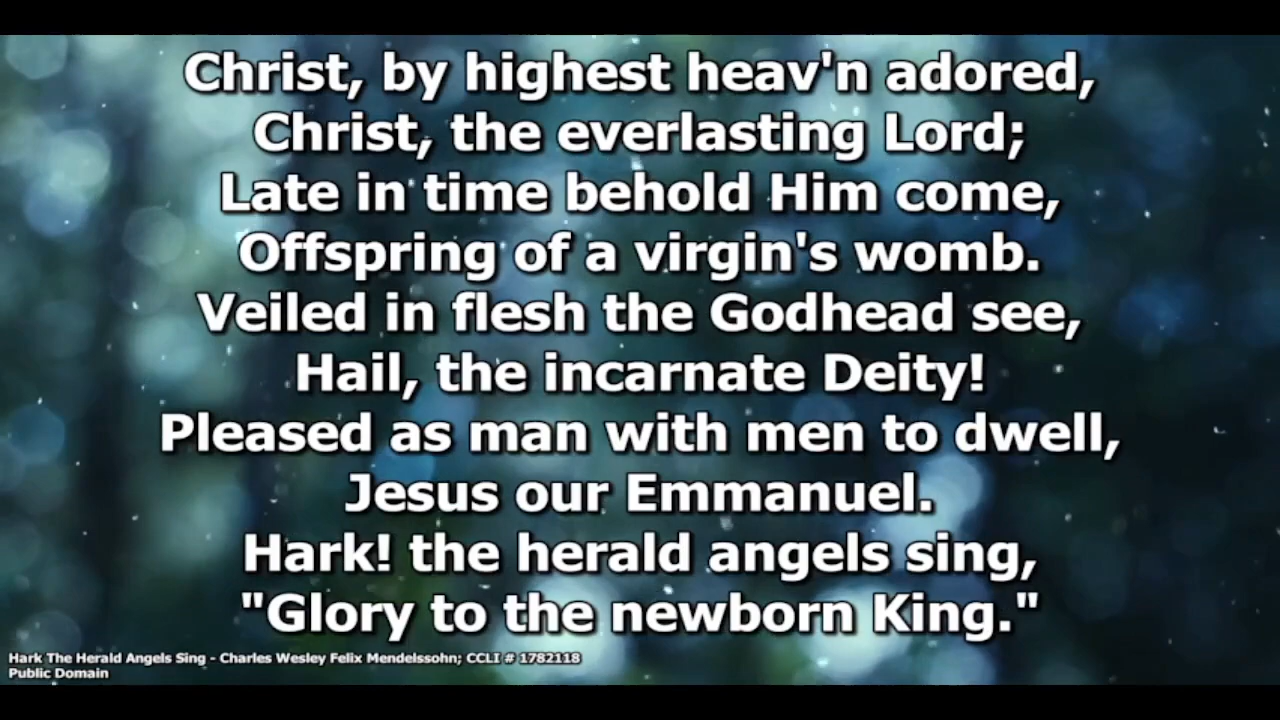 Christ, by highest heav'n adored,
Christ, the everlasting Lord;
Late in time behold Him come,
Offspring of a virgin's womb.
Veiled in flesh the Godhead see,
Hail, the incarnate Deity!
Pleased as man with men to dwell,
Jesus our Emmanuel.
Hark! the herald angels sing,
"Glory to the newborn King."
Hark The Herald Angels Sing - Charles Wesley Felix Mendelssohn; CCLI # 1782118
Public Domain